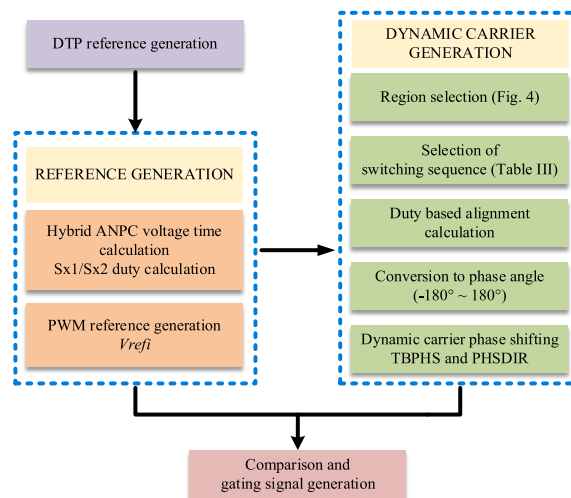 DTP reference generation
REFERENCE GENERATION
Hybrid ANPC voltage time
calculation
Sx1/Sx2 duty calculation
PWM reference generation
Vrefi
DYNAMIC CARRIER
GENERATION
Region selection (Fig. 4)
Selection of
switching sequence (Table III)
Duty based alignment
calculation
Conversion to phase angle
(-180° ~ 180°)
Dynamic carrier phase shifting
TBPHS and PHSDIR
Comparison and
gating signal generation